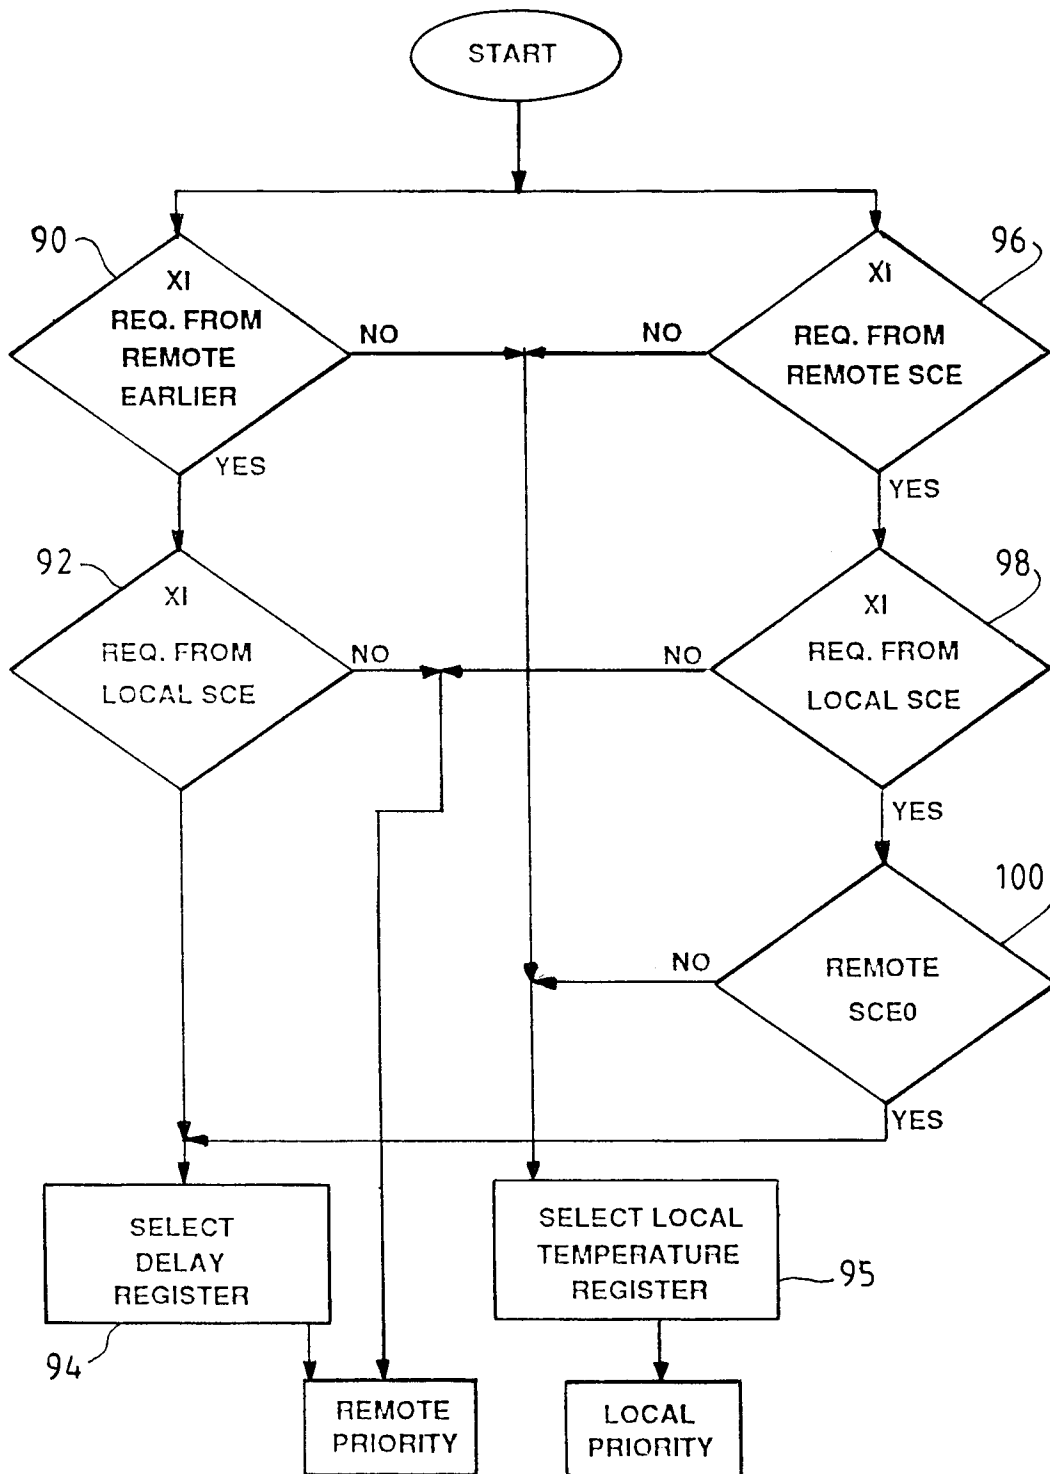 START
90
XI
REQ. FROM
REMOTE
EARLIER
NO
YES
96
XI
REQ. FROM
REMOTE SCE
NO
YES
92
XI
REQ. FROM
LOCAL SCE
NO
98
XI
REQ. FROM
LOCAL SCE
NO
YES
100
REMOTE
SCE0
NO
YES
SELECT
DELAY
REGISTER
94
SELECT LOCAL
TEMPERATURE
REGISTER
95
REMOTE
PRIORITY
LOCAL
PRIORITY